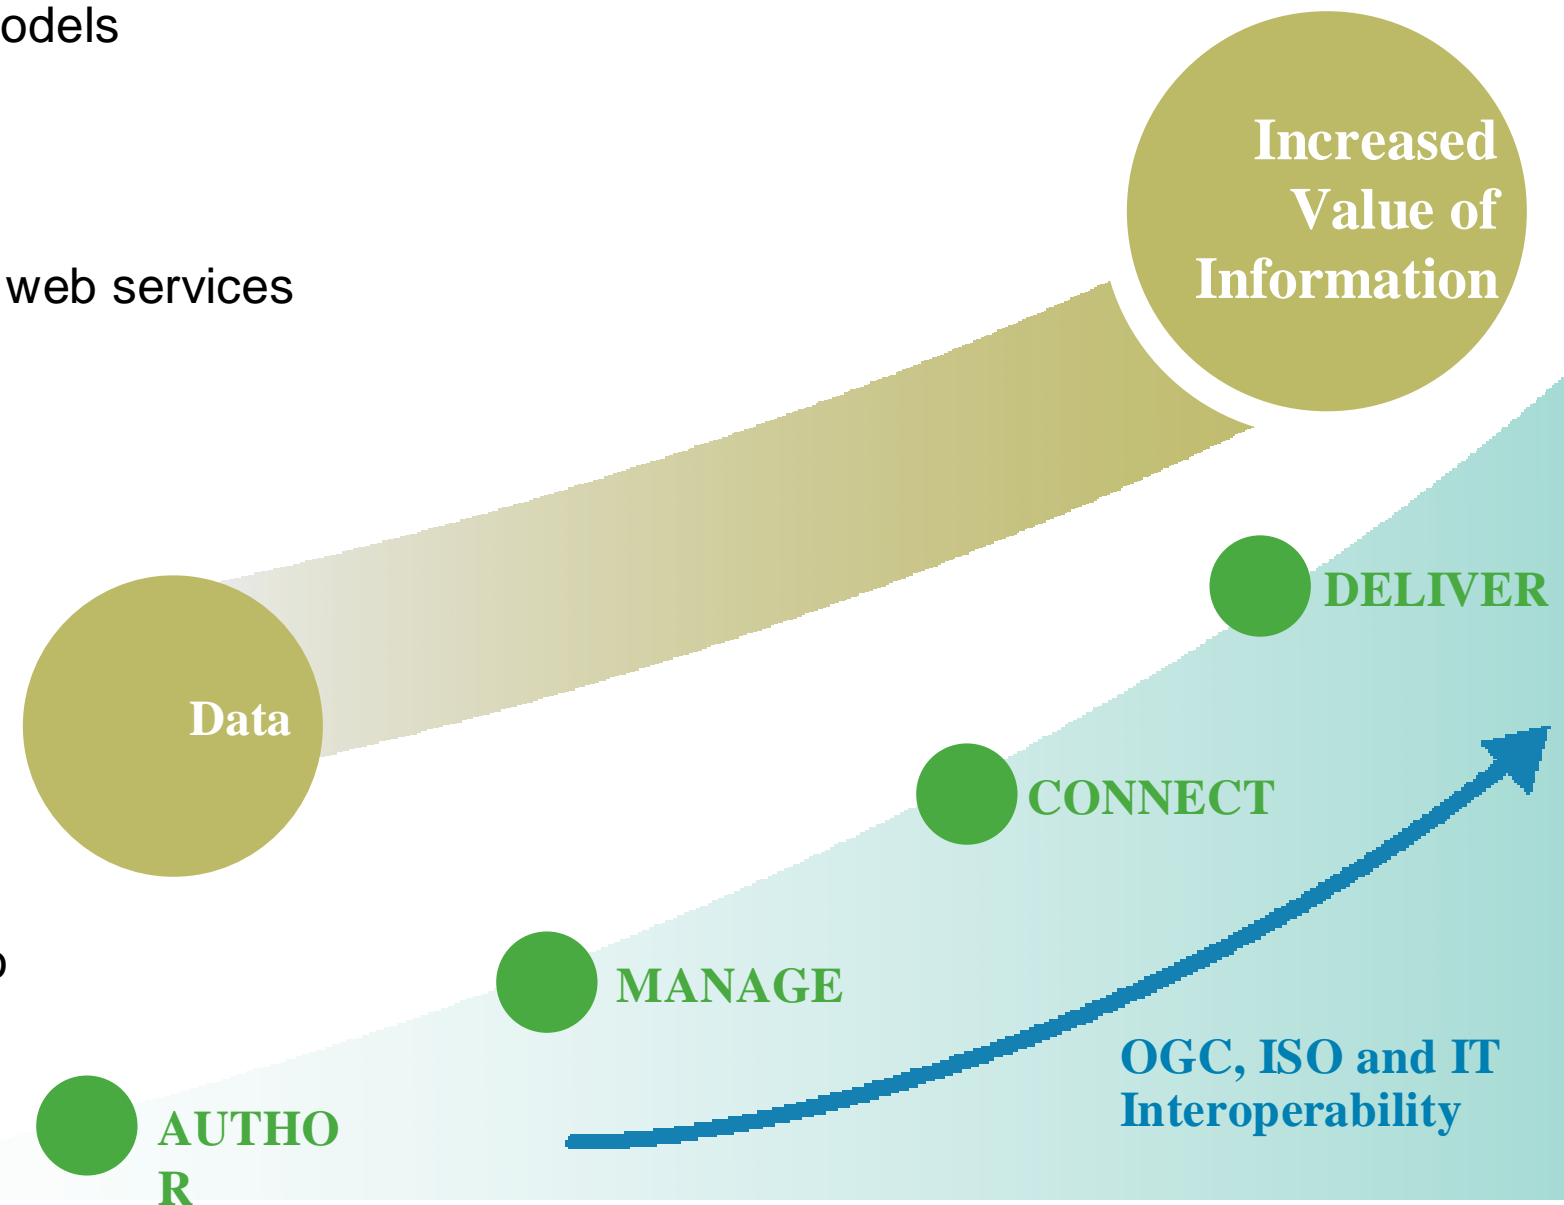 odels
Increased
Value of
Information
web services
DELIVER
Data
CONNECT
MANAGE
OGC, ISO and IT
Interoperability
AUTHO
R